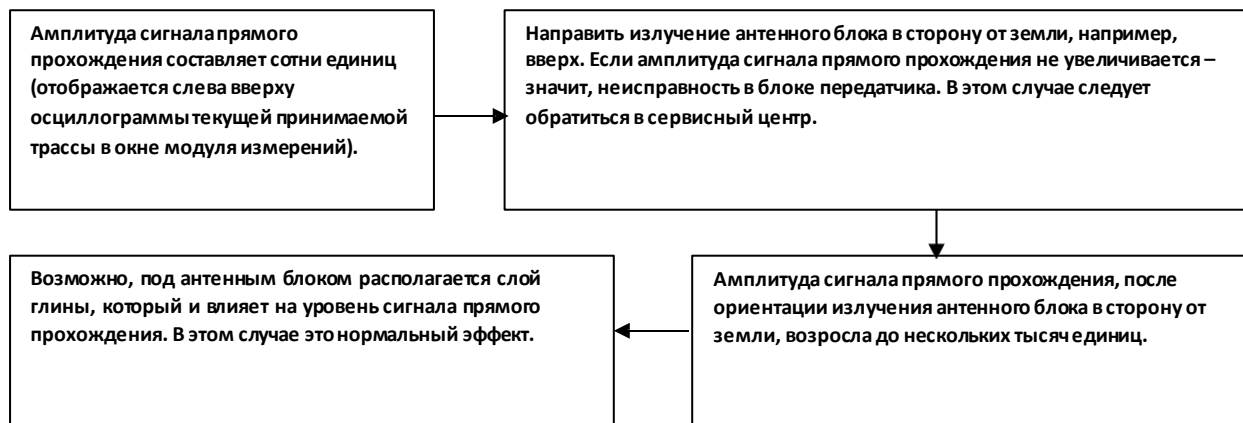 Амплитуда сигнала прямого
прохождения составляет сотни единиц
(отображается слева вверху
осциллограммы текущей принимаемой
трассы в окне модуля измерений).
Направить излучение антенного блока в сторону от земли, например,
вверх. Если амплитуда сигнала прямого прохождения не увеличивается –
значит, неисправность в блоке передатчика. В этом случае следует
обратиться в сервисный центр.
Амплитуда сигнала прямого прохождения, после
ориентации излучения антенного блока в сторону от
земли, возросла до нескольких тысяч единиц.
Возможно, под антенным блоком располагается слой
глины, который и влияет на уровень сигнала прямого
прохождения. В этом случае это нормальный эффект.